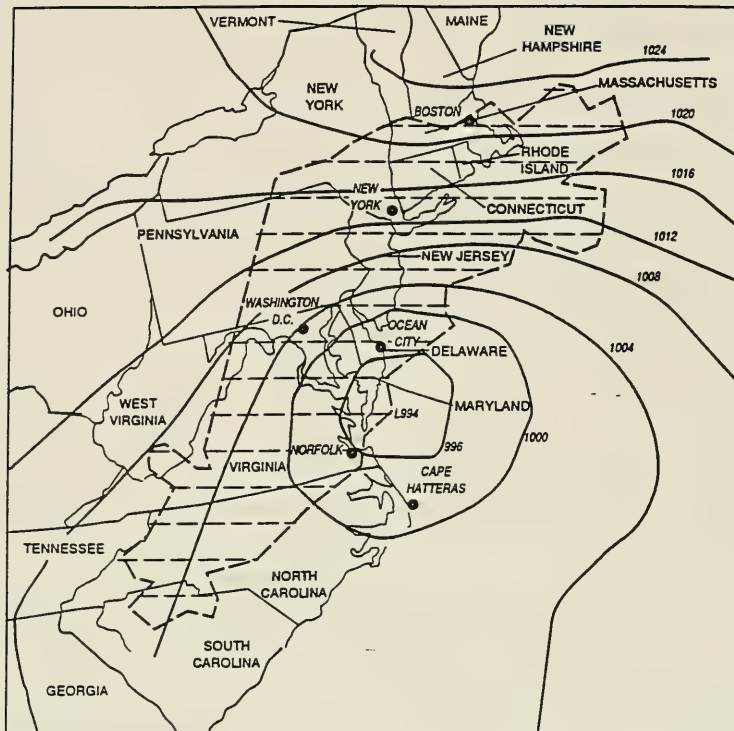 VERMONT
MAINE
NEW
HAMPSHIRE
1024
MASSACHUSETTS
NEW
YORK
BOSTON
1020
RHODE
ISLAND
1016
NEW
YORK
CONNECTICUT
PENNSYLVANIA
1012
NEW JERSEY
1008
OHIO
WASHINGTON
D.C.
OCEAN
CITY
1004
DELAWARE
WEST
VIRGINIA
MARYLAND
L994
1000
996
NORFOLK
VIRGINIA
CAPE
HATTERAS
TENNESSEE
NORTH
CAROLINA
SOUTH
CAROLINA
GEORGIA